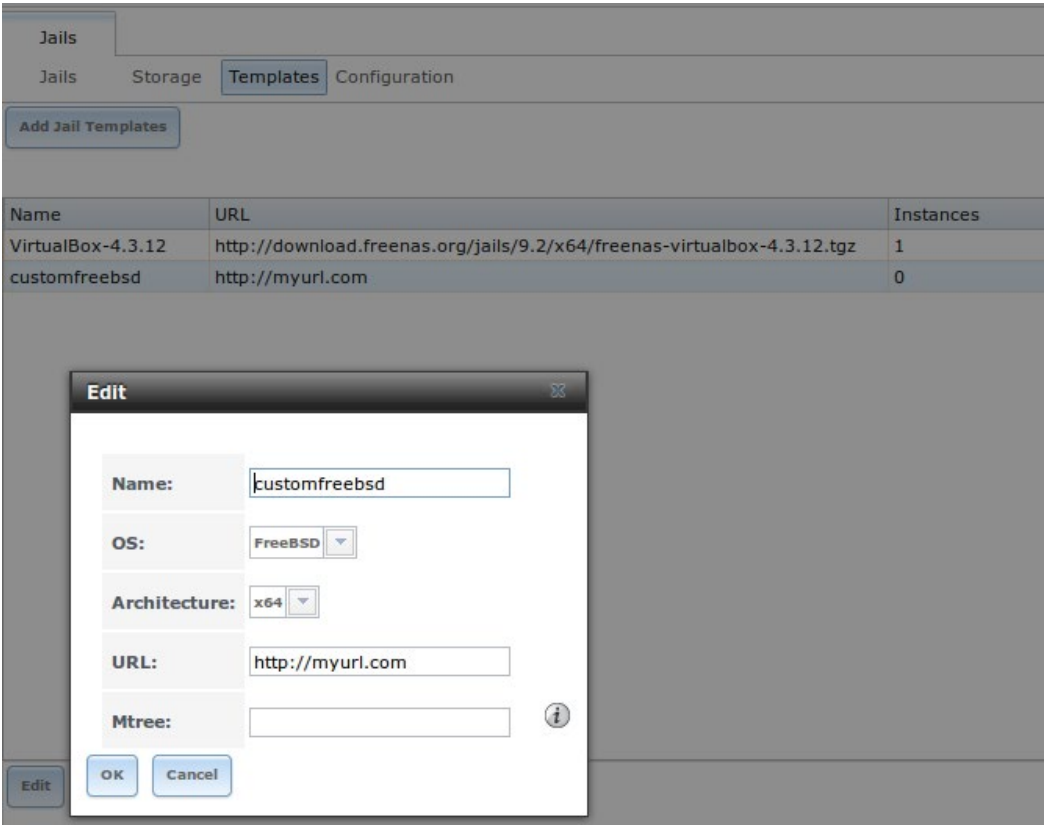 Jails
Jails Storage Templates Configuration
Add Jail Templates
Name URL Instances
VirtualBox-4.3.12 http://download.freenas.org/jails/9.2/x64/freenas-virtualbox-4.3.12.tgz 1
customfreebsd http://myurl.com 0
Edit
Name: customfreebsd
OS: FreeBSD
Architecture: x64
URL: http://myurl.com
Mtree: i
OK Cancel
Edit